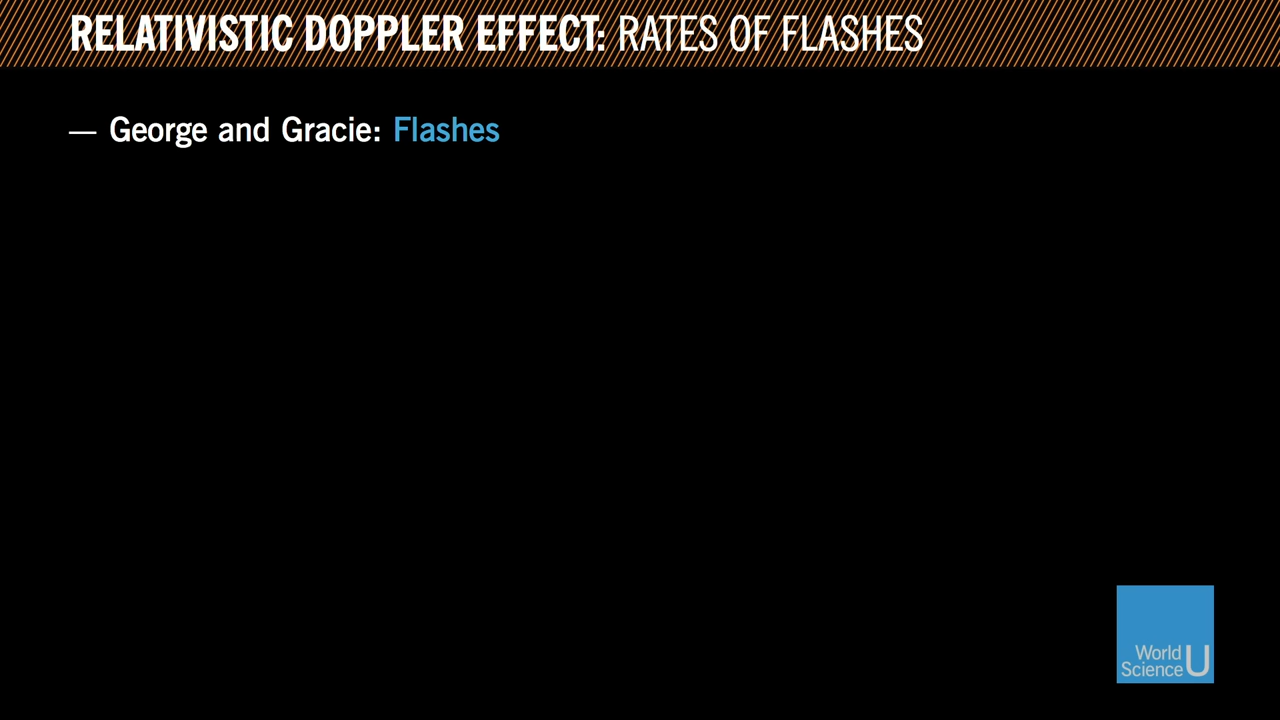 RELATIVISTIC DOPPLER EFFECT: RATES OF FLASHES
— George and Gracie: Flashes
World
Science U